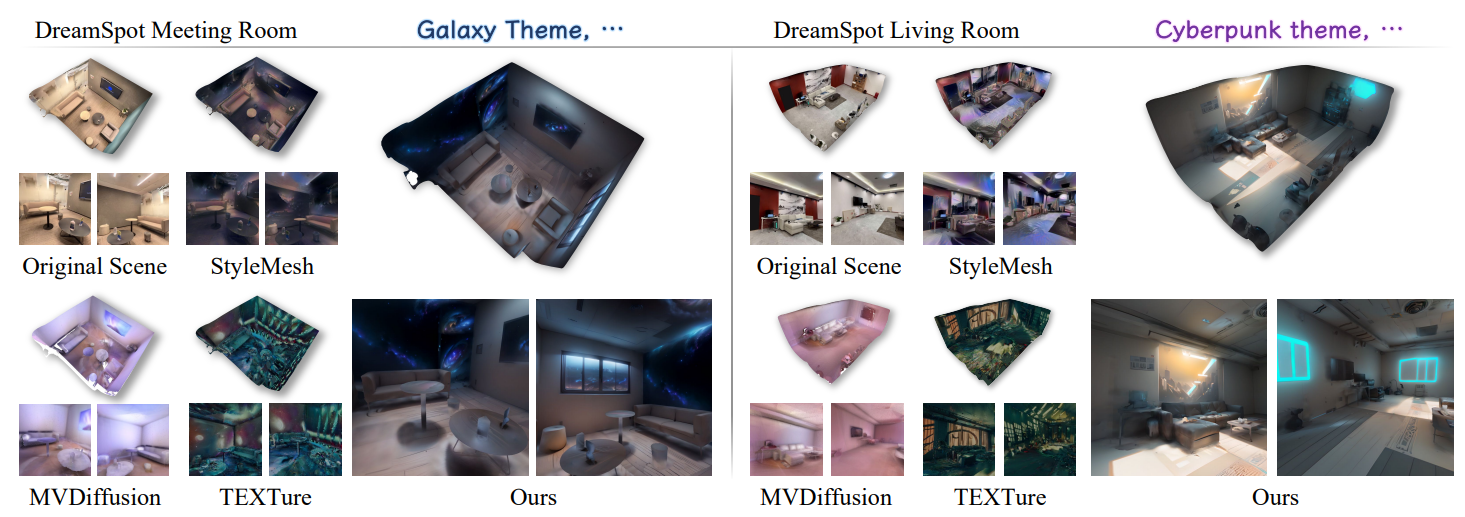 DreamSpot Meeting Room
Galaxy Theme, ⋯
Original Scene
StyleMesh
MVDiffusion
TEXTure
Ours
DreamSpot Living Room
Cyberpunk theme, ⋯
Original Scene
StyleMesh
MVDiffusion
TEXTure
Ours